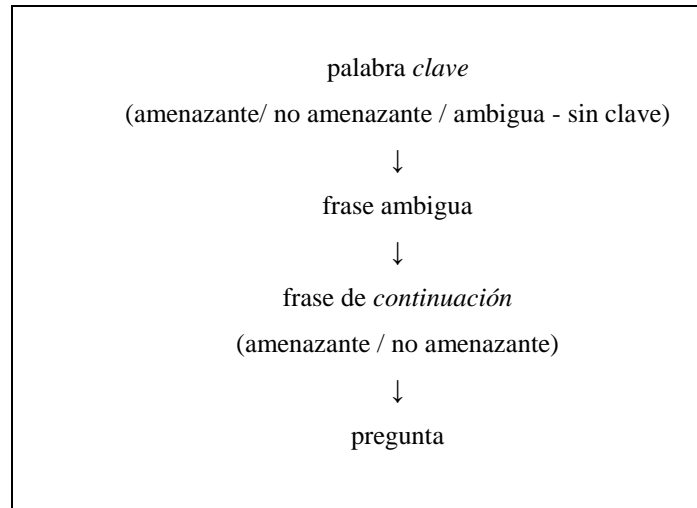 palabra clave
(amenazante/ no amenazante / ambigua - sin clave)
↓
frase ambigua
↓
frase de continuación
(amenazante / no amenazante)
↓
pregunta